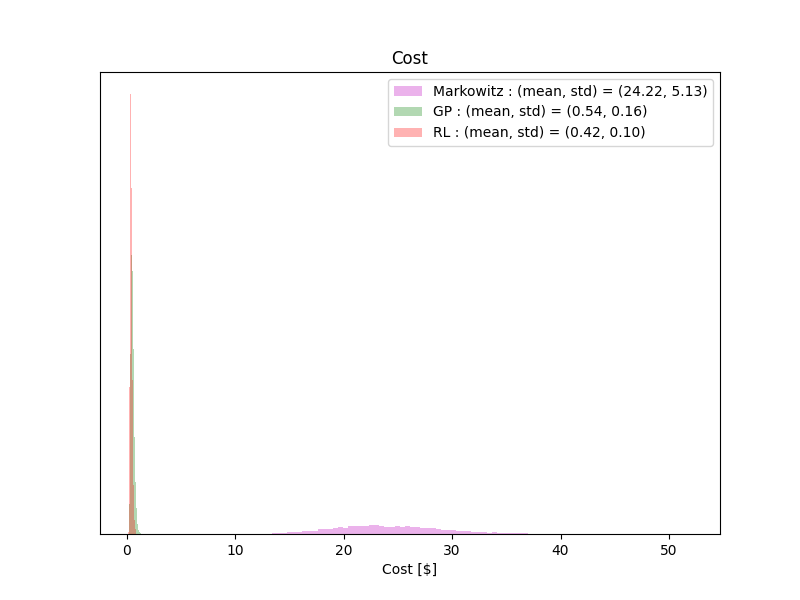 Cost
Markowitz : (mean, std) = (24.22, 5.13)
GP : (mean, std) = (0.54, 0.16)
RL : (mean, std) = (0.42, 0.10)
0 10 20 30 40 50
Cost [$]